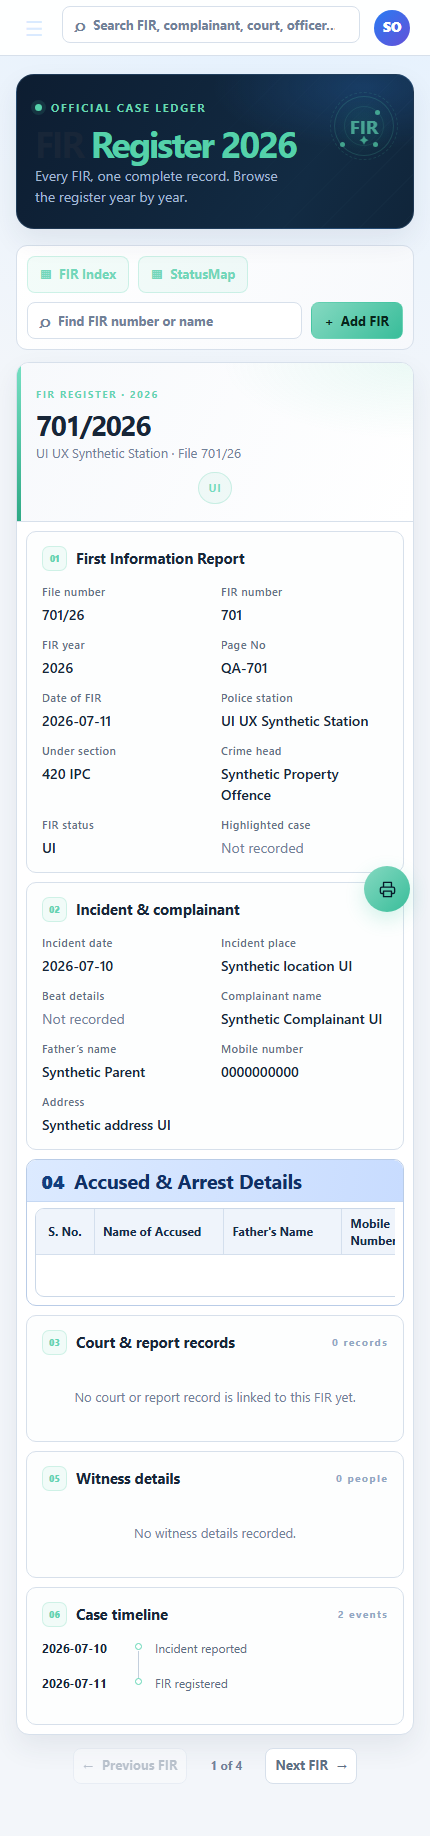 Search FIR, complainant, court, officer..
SO
OFFICIAL CASE LEDGER
FIR Register 2026
Every FIR, one complete record. Browse
the register year by year.
FIR
FIR Index
StatusMap
Find FIR number or name
+ Add FIR
FIR REGISTER · 2026
701/2026
UI UX Synthetic Station · File 701/26
UI
01 First Information Report
File number
FIR number
701/26
701
FIR year
Page No
2026
QA-701
Date of FIR
Police station
2026-07-11
UI UX Synthetic Station
Under section
Crime head
420 IPC
Synthetic Property
Offence
FIR status
Highlighted case
UI
Not recorded
02 Incident & complainant
Incident date
Incident place
2026-07-10
Synthetic location UI
Beat details
Complainant name
Not recorded
Synthetic Complainant UI
Father's name
Mobile number
Synthetic Parent
0000000000
Address
Synthetic address UI
04 Accused & Arrest Details
S. No.
Name of Accused
Father's Name
Mobile
Number
03 Court & report records
0 records
No court or report record is linked to this FIR yet.
05 Witness details
0 people
No witness details recorded.
06 Case timeline
2 events
2026-07-10
Incident reported
2026-07-11
FIR registered
← Previous FIR
1 of 4
Next FIR →